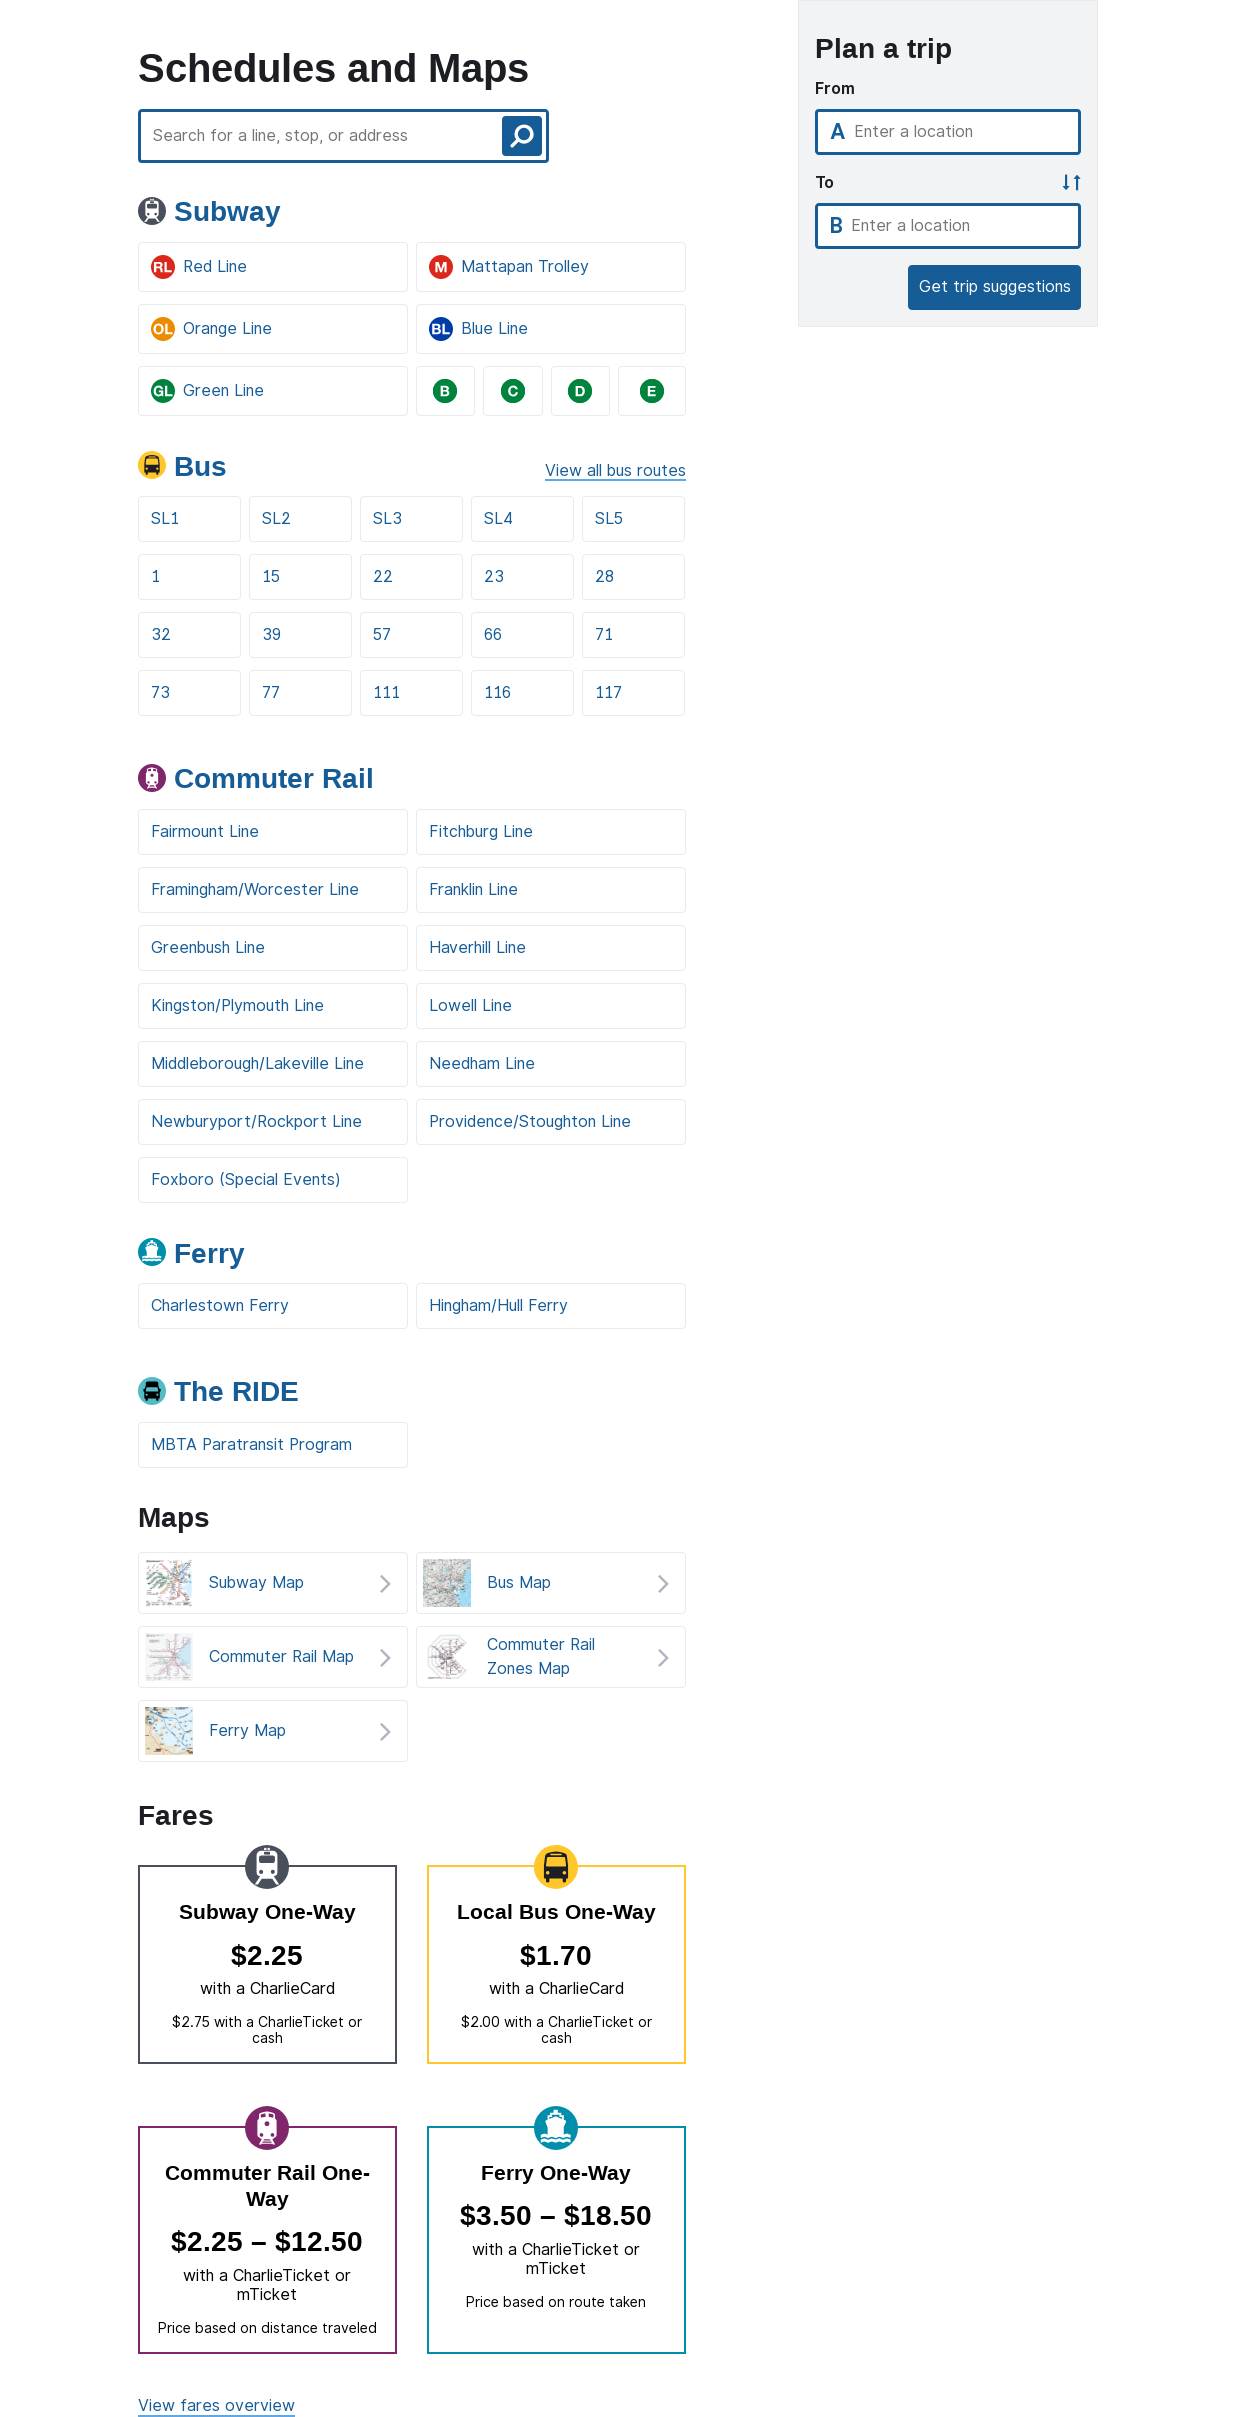 Schedules and Maps
Search for a line, stop, or address
Subway
RL Red Line
M Mattapan Trolley
OL Orange Line
BL Blue Line
GL Green Line
B
C
D
E
Bus
View all bus routes
SL1
SL2
SL3
SL4
SL5
1
15
22
23
28
32
39
57
66
71
73
77
111
116
117
Commuter Rail
Fairmount Line
Fitchburg Line
Framingham/Worcester Line
Franklin Line
Greenbush Line
Haverhill Line
Kingston/Plymouth Line
Lowell Line
Middleborough/Lakeville Line
Needham Line
Newburyport/Rockport Line
Providence/Stoughton Line
Foxboro (Special Events)
Ferry
Charlestown Ferry
Hingham/Hull Ferry
The RIDE
MBTA Paratransit Program
Maps
Subway Map
Bus Map
Commuter Rail Map
Commuter Rail
Zones Map
Ferry Map
Fares
Subway One-Way
$2.25
with a CharlieCard
$2.75 with a CharlieTicket or
cash
Local Bus One-Way
$1.70
with a CharlieCard
$2.00 with a CharlieTicket or
cash
Commuter Rail One-
Way
$2.25 – $12.50
with a CharlieTicket or
mTicket
Price based on distance traveled
Ferry One-Way
$3.50 – $18.50
with a CharlieTicket or
mTicket
Price based on route taken
View fares overview
Plan a trip
From
A Enter a location
To
B Enter a location
Get trip suggestions